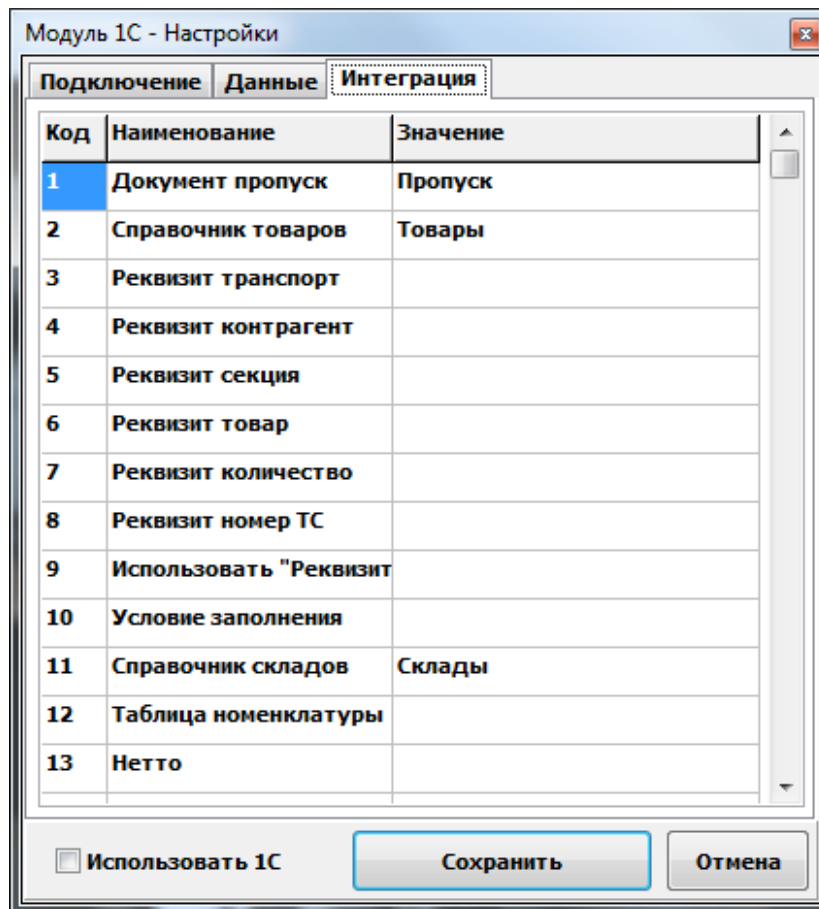 Модуль 1С - Настройки
Подключение Данные Интеграция
Код Наименование Значение
1 Документ пропуск Пропуск
2 Справочник товаров Товары
3 Реквизит транспорт
4 Реквизит контрагент
5 Реквизит секция
6 Реквизит товар
7 Реквизит количество
8 Реквизит номер ТС
9 Использовать "Реквизит
10 Условие заполнения
11 Справочник складов Склады
12 Таблица номенклатуры
13 Нетто
Использовать 1С Сохранить Отмена